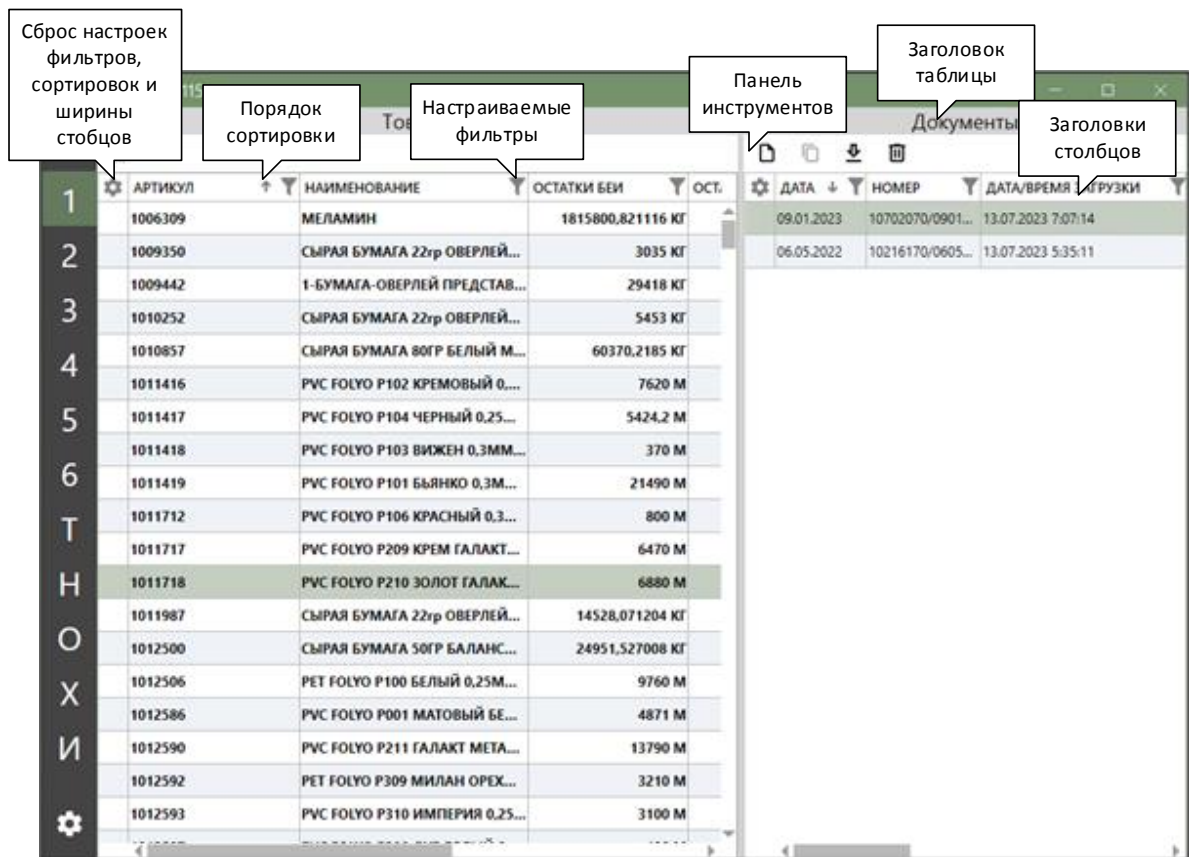 Сброс настроек
фильтров,
сортировок и
ширины
стобцов
Порядок
сортировки
Настраиваемые
фильтры
Панель
инструментов
Заголовок
таблицы
Заголовки
столбцов
Документы
АРТИКУЛ НАИМЕНОВАНИЕ ОСТАТКИ БЕИ ОСТ.
ДАТА НОМЕР ДАТА/ВРЕМЯ ЗАГРУЗКИ
1
2
3
4
5
6
Т
Н
О
Х
И
1006309 МЕЛАМИН 1815800,821116 КГ
1009350 СЫРАЯ БУМАГА 22гр ОВЕРЛЕЙ... 3035 КГ
1009442 1-БУМАГА-ОВЕРЛЕЙ ПРЕДСТАВ... 29418 КГ
1010252 СЫРАЯ БУМАГА 22гр ОВЕРЛЕЙ... 5453 КГ
1010857 СЫРАЯ БУМАГА 80ГР БЕЛЫЙ М... 60370,2185 КГ
1011416 PVC FOLYO P102 КРЕМОВЫЙ 0,... 7620 М
1011417 PVC FOLYO P104 ЧЕРНЫЙ 0,25... 5424,2 М
1011418 PVC FOLYO P103 ВИЖЕН 0,3ММ... 370 М
1011419 PVC FOLYO P101 БЬЯНКО 0,3М... 21490 М
1011712 PVC FOLYO P106 КРАСНЫЙ 0,3... 800 М
1011717 PVC FOLYO P209 КРЕМ ГАЛАКТ... 6470 М
1011718 PVC FOLYO P210 ЗОЛОТ ГАЛАК... 6880 М
1011987 СЫРАЯ БУМАГА 22гр ОВЕРЛЕЙ... 14528,071204 КГ
1012500 СЫРАЯ БУМАГА 50ГР БАЛАНС... 24951,527008 КГ
1012506 PET FOLYO P100 БЕЛЫЙ 0,25М... 9760 М
1012586 PVC FOLYO P001 МАТОВЫЙ БЕ... 4871 М
1012590 PVC FOLYO P211 ГАЛАКТ МЕТА... 13790 М
1012592 PET FOLYO P309 МИЛАН ОРЕХ... 3210 М
1012593 PVC FOLYO P310 ИМПЕРИЯ 0,25... 3100 М
09.01.2023 10702070/0901... 13.07.2023 7:07:14
06.05.2022 10216170/0605... 13.07.2023 5:35:11